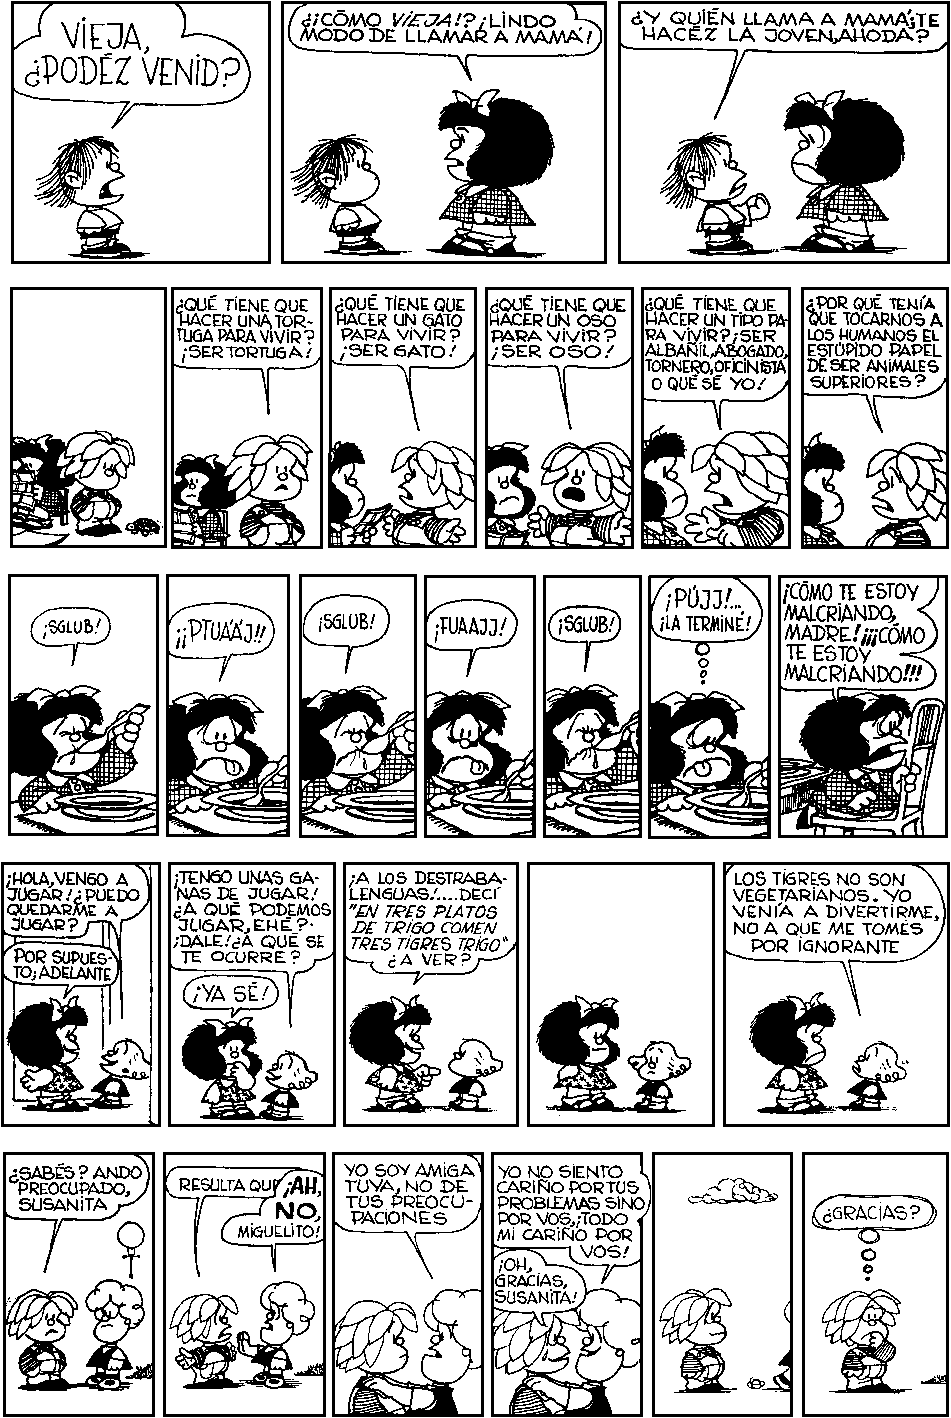 VIEJA,
¿PODÉZ VENID?
¿¡CÓMO VIEJA!? ¡LINDO
MODO DE LLAMAR A MAMÁ!
¿Y QUIÉN LLAMA A MAMÁ; TE
HACÉZ LA JOVEN, AHODA?
¿QUÉ TIENE QUE
HACER UNA TOR-
TUGA PARA VIVIR?
¡SER TORTUGA!
¿QUÉ TIENE QUE
HACER UN GATO
PARA VIVIR?
¡SER GATO!
¿QUÉ TIENE QUE
HACER UN OSO
PARA VIVIR?
¡SER OSO!
¿QUÉ TIENE QUE
HACER UN TIPO PA-
RA VIVIR? ¡SER
ALBAÑIL, ABOGADO,
TORNERO, OFICINISTA
O QUÉ SÉ YO!
¿POR QUÉ TENÍA
QUE TOCARNOS A
LOS HUMANOS EL
ESTÚPIDO PAPEL
DE SER ANIMALES
SUPERIORES?
¡SGLUB!
¡¡PTUÁÁJ!!
¡SGLUB!
¡FUAAJJ!
¡SGLUB!
¡PÚJJ!...
¡LA TERMINÉ!
¡CÓMO TE ESTOY
MALCRIANDO,
MADRE! ¡¡¡CÓMO
TE ESTOY
MALCRIANDO!!!
¡HOLA, VENGO A
JUGAR! ¿PUEDO
QUEDARME A
JUGAR?
POR SUPUES-
TO; ADELANTE
¡TENGO UNAS GA-
NAS DE JUGAR!
¿A QUÉ PODEMOS
JUGAR, EHÉ?
¡DALE! ¿A QUÉ SE
TE OCURRE?
¡YA SÉ!
¡A LOS DESTRABA-
LENGUAS!.....DECÍ
"EN TRES PLATOS
DE TRIGO COMEN
TRES TIGRES TRIGO"
¿A VER?
LOS TIGRES NO SON
VEGETARIANOS. YO
VENÍA A DIVERTIRME,
NO A QUE ME TOMES
POR IGNORANTE
¿SABÉS? ANDO
PREOCUPADO,
SUSANITA
RESULTA QUE
¡AH,
NO,
MIGUELITO!
YO SOY AMIGA
TUYA, NO DE
TUS PREOCU-
PACIONES
YO NO SIENTO
CARIÑO POR TUS
PROBLEMAS SINO
POR VOS, ¡TODO
MI CARIÑO POR
VOS!
¡OH,
GRACIAS,
SUSANITA!
¿GRACIAS?